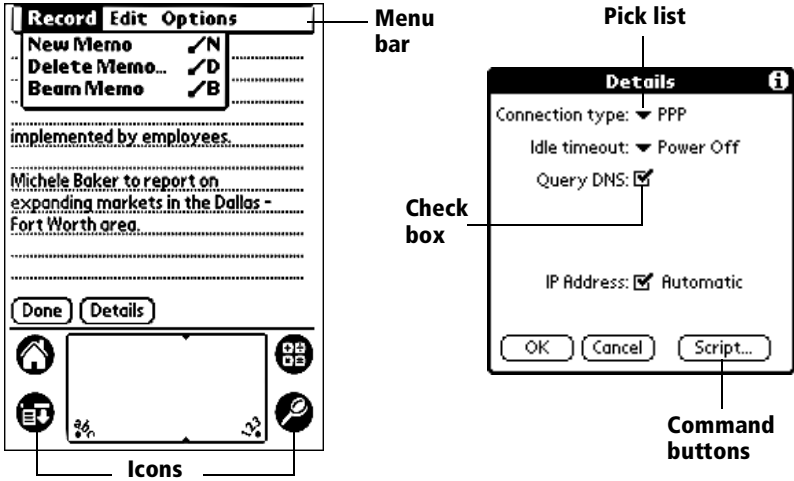 Record Edit Options
New Memo ⁄N
Delete Memo... ⁄D
Beam Memo ⁄B
implemented by employees.
Michele Baker to report on
expanding markets in the Dallas -
Fort Worth area.
Done Details
abc 123
Menu
bar
Icons
Pick list
Details i
Connection type: PPP
Idle timeout: Power Off
Query DNS:
Check
box
IP Address: Automatic
OK Cancel Script...
Command
buttons